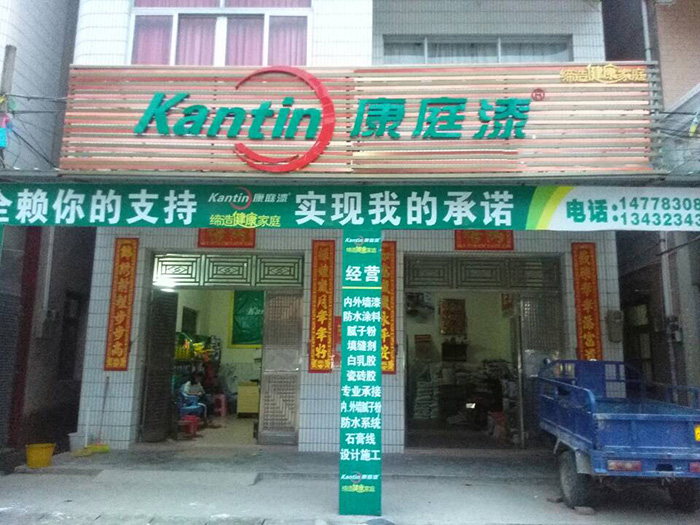 缔造健康家庭
Kantin 康庭漆®
全赖你的支持 Kantin 康庭漆 缔造健康家庭 实现我的承诺 电话:14778308
13432343
Kantin 康庭漆
缔造健康家庭
经营
内外墙漆
防水涂料
腻子粉
填缝剂
白乳胶
瓷砖胶
专业承接
内.外墙腻子粉
防水系统
石膏线
设计施工
Kantin 康庭漆
缔造健康家庭